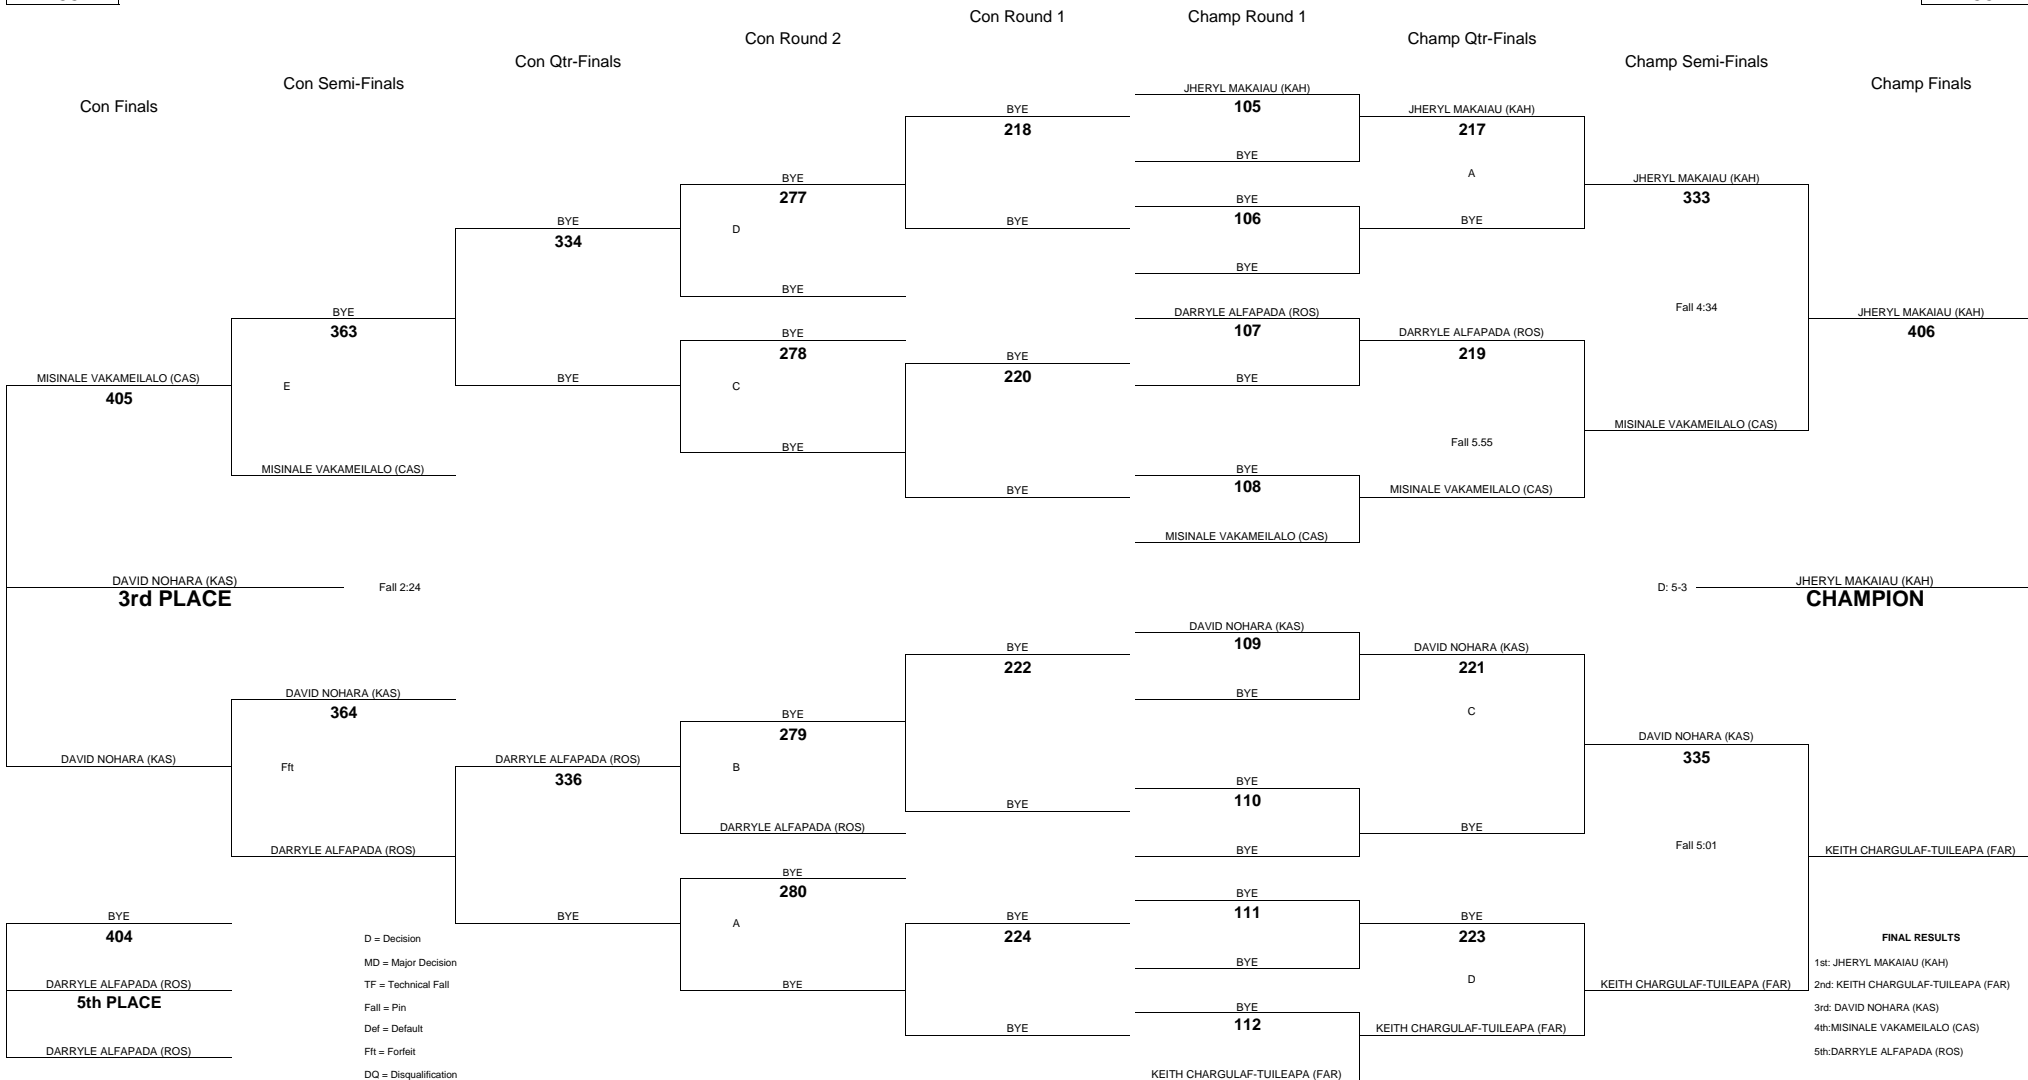 Con Round 1
Champ Round 1
Con Round 2
Champ Qtr-Finals
Con Qtr-Finals
Champ Semi-Finals
Con Semi-Finals
Champ Finals
Con Finals
JHERYL MAKAIAU (KAH)
105
BYE
218
JHERYL MAKAIAU (KAH)
217
BYE
A
BYE
277
JHERYL MAKAIAU (KAH)
333
BYE
106
BYE
334
D
BYE
BYE
BYE
BYE
Fall 4:34
BYE
363
DARRYLE ALFAPADA (ROS)
107
JHERYL MAKAIAU (KAH)
406
BYE
278
DARRYLE ALFAPADA (ROS)
219
BYE
220
MISINALE VAKAMEILALO (CAS)
405
E
BYE
C
BYE
MISINALE VAKAMEILALO (CAS)
Fall 5.55
BYE
MISINALE VAKAMEILALO (CAS)
BYE
108
BYE
MISINALE VAKAMEILALO (CAS)
MISINALE VAKAMEILALO (CAS)
DAVID NOHARA (KAS)
3rd PLACE
Fall 2:24
D: 5-3
JHERYL MAKAIAU (KAH)
CHAMPION
DAVID NOHARA (KAS)
109
BYE
222
DAVID NOHARA (KAS)
221
DAVID NOHARA (KAS)
364
BYE
C
BYE
279
DAVID NOHARA (KAS)
335
DAVID NOHARA (KAS)
Fft
DARRYLE ALFAPADA (ROS)
336
B
BYE
110
BYE
DARRYLE ALFAPADA (ROS)
BYE
DARRYLE ALFAPADA (ROS)
BYE
Fall 5:01
KEITH CHARGULAF-TUILEAPA (FAR)
BYE
280
BYE
111
BYE
404
BYE
A
BYE
224
BYE
223
D = Decision
MD = Major Decision
TF = Technical Fall
Fall = Pin
Def = Default
Fft = Forfeit
DQ = Disqualification
BYE
D
DARRYLE ALFAPADA (ROS)
5th PLACE
BYE
KEITH CHARGULAF-TUILEAPA (FAR)
BYE
112
DARRYLE ALFAPADA (ROS)
BYE
KEITH CHARGULAF-TUILEAPA (FAR)
KEITH CHARGULAF-TUILEAPA (FAR)
FINAL RESULTS
1st: JHERYL MAKAIAU (KAH)
2nd: KEITH CHARGULAF-TUILEAPA (FAR)
3rd: DAVID NOHARA (KAS)
4th:MISINALE VAKAMEILALO (CAS)
5th:DARRYLE ALFAPADA (ROS)